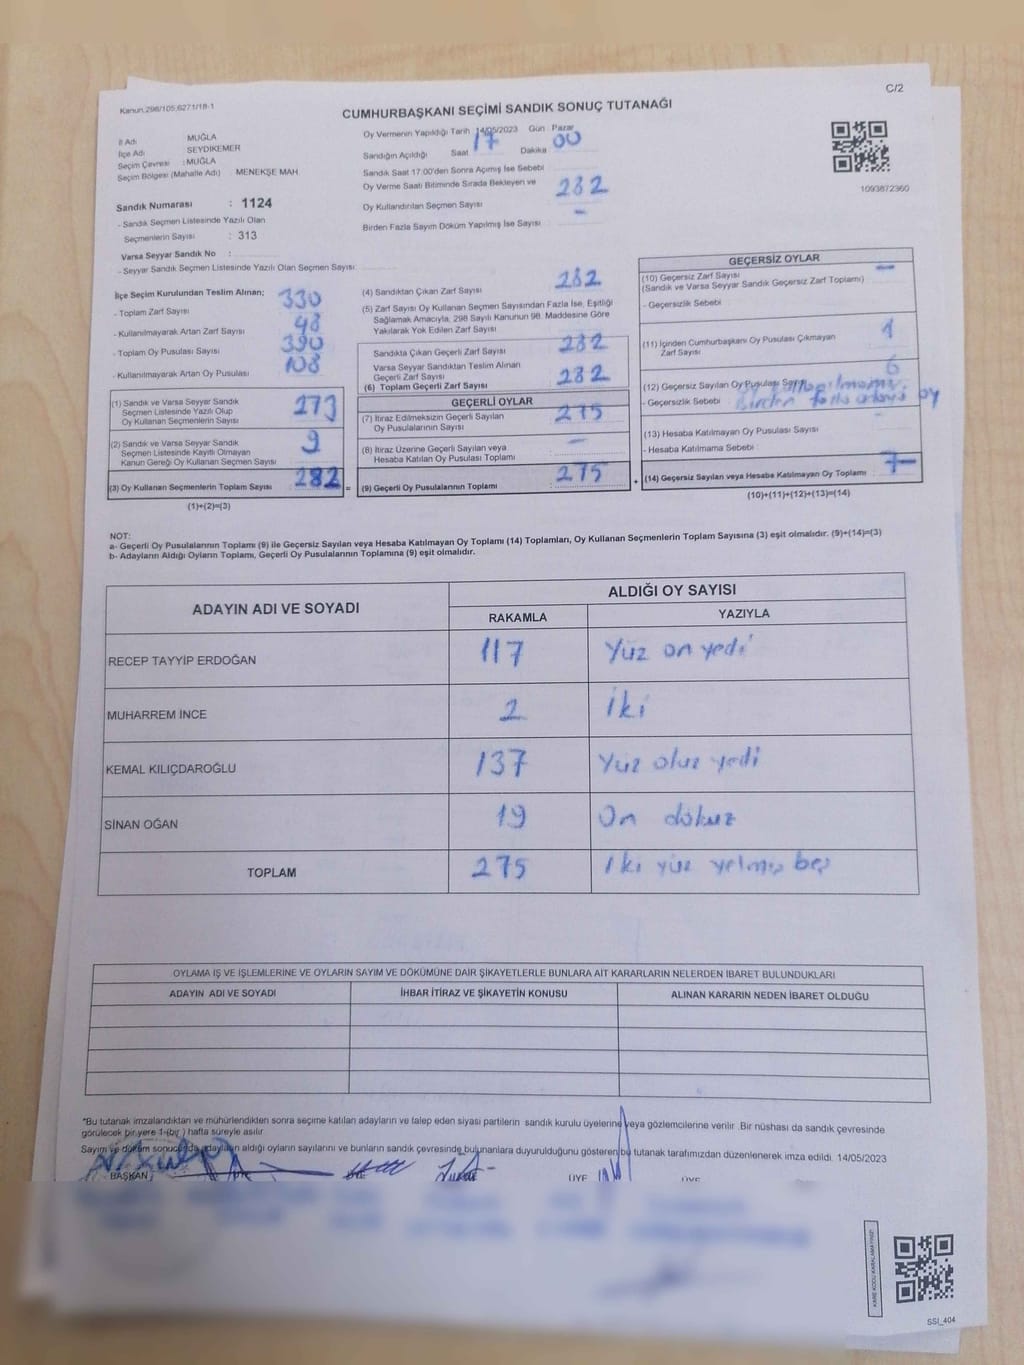 Kanun:298/105;6271/18-1
C/2
CUMHURBAŞKANI SEÇİMİ SANDIK SONUÇ TUTANAĞI
İl Adı : MUĞLA
İlçe Adı SEYDİKEMER
Seçim Çevresi : MUĞLA
Seçim Bölgesi (Mahalle Adı) : MENEKŞE MAH
Sandık Numarası : 1124
- Sandık Seçmen Listesinde Yazılı Olan
Seçmenlerin Sayısı : 313
Varsa Seyyar Sandık No :
- Seyyar Sandık Seçmen Listesinde Yazılı Olan Seçmen Sayısı:
Oy Vermenin Yapıldığı Tarih 14/05/2023 Gün : Pazar
Sandığın Açıldığı Saat 17 Dakika 00
Sandık Saat 17.00'den Sonra Açımış İse Sebebi
Oy Verme Saati Bitiminde Sırada Bekleyen ve
Oy Kullandırılan Seçmen Sayısı 282
Birden Fazla Sayım Döküm Yapılmış İse Sayısı : -
1093872360
İlçe Seçim Kurulundan Teslim Alınan;
- Toplam Zarf Sayısı 330
- Kullanılmayarak Artan Zarf Sayısı 48
- Toplam Oy Pusulası Sayısı 390
- Kullanılmayarak Artan Oy Pusulası 108
(1) Sandık ve Varsa Seyyar Sandık
Seçmen Listesinde Yazılı Olup
Oy Kullanan Seçmenlerin Sayısı 273
(2) Sandık ve Varsa Seyyar Sandık
Seçmen Listesinde Kayıtlı Olmayan
Kanun Gereği Oy Kullanan Seçmen Sayısı 9
(3) Oy Kullanan Seçmenlerin Toplam Sayısı 282 =
(1)+(2)=(3)
(4) Sandıktan Çıkan Zarf Sayısı 282
(5) Zarf Sayısı Oy Kullanan Seçmen Sayısından Fazla İse, Eşitliği
Sağlamak Amacıyla, 298 Sayılı Kanunun 98. Maddesine Göre
Yakılarak Yok Edilen Zarf Sayısı
Sandıkta Çıkan Geçerli Zarf Sayısı 282
Varsa Seyyar Sandıktan Teslim Alınan
Geçerli Zarf Sayısı
(6) Toplam Geçerli Zarf Sayısı 282
GEÇERLİ OYLAR
(7) İtiraz Edilmeksizin Geçerli Sayılan
Oy Pusulalarının Sayısı 275
(8) İtiraz Üzerine Geçerli Sayılan veya
Hesaba Katılan Oy Pusulası Toplamı -
(9) Geçerli Oy Pusulalarının Toplamı : 275 +
GEÇERSİZ OYLAR
(10) Geçersiz Zarf Sayısı -
(Sandık ve Varsa Seyyar Sandık Geçersiz Zarf Toplamı)
- Geçersizlik Sebebi
(11) İçinden Cumhurbaşkanı Oy Pusulası Çıkmayan
Zarf Sayısı 1
(12) Geçersiz Sayılan Oy Pusulası Sayısı 6
- Geçersizlik Sebebi Birden fazla oy
(13) Hesaba Katılmayan Oy Pusulası Sayısı :
- Hesaba Katılmama Sebebi :
(14) Geçersiz Sayılan veya Hesaba Katılmayan Oy Toplamı 7
(10)+(11)+(12)+(13)=(14)
NOT:
a- Geçerli Oy Pusulalarının Toplamı (9) ile Geçersiz Sayılan veya Hesaba Katılmayan Oy Toplamı (14) Toplamları, Oy Kullanan Seçmenlerin Toplam Sayısına (3) eşit olmalıdır. (9)+(14)=(3)
b- Adayların Aldığı Oyların Toplamı, Geçerli Oy Pusulalarının Toplamına (9) eşit olmalıdır.
ADAYIN ADI VE SOYADI ALDIĞI OY SAYISI
RAKAMLA YAZIYLA
RECEP TAYYİP ERDOĞAN 117 Yüz on yedi
MUHARREM İNCE 2 İki
KEMAL KILIÇDAROĞLU 137 Yüz otuz yedi
SİNAN OĞAN 19 On dokuz
TOPLAM 275 İki yüz yetmiş beş
OYLAMA İŞ VE İŞLEMLERİNE VE OYLARIN SAYIM VE DÖKÜMÜNE DAİR ŞİKAYETLERLE BUNLARA AİT KARARLARIN NELERDEN İBARET BULUNDUKLARI
ADAYIN ADI VE SOYADI İHBAR İTİRAZ VE ŞİKAYETİN KONUSU ALINAN KARARIN NEDEN İBARET OLDUĞU
*Bu tutanak imzalandıktan ve mühürlendikten sonra seçime katılan adayların ve talep eden siyasi partilerin sandık kurulu üyelerine veya gözlemcilerine verilir. Bir nüshası da sandık çevresinde
görülecek bir yere 1-(bir) hafta süreyle asılır.
Sayım ve döküm sonucunda adayların aldığı oyların sayılarını ve bunların sandık çevresinde bulunanlara duyurulduğunu gösteren bu tutanak tarafımızdan düzenlenerek imza edildi. 14/05/2023
BAŞKAN ÜYE ÜYE
KARE KODU KARALAMAYINIZ!
SSI_404